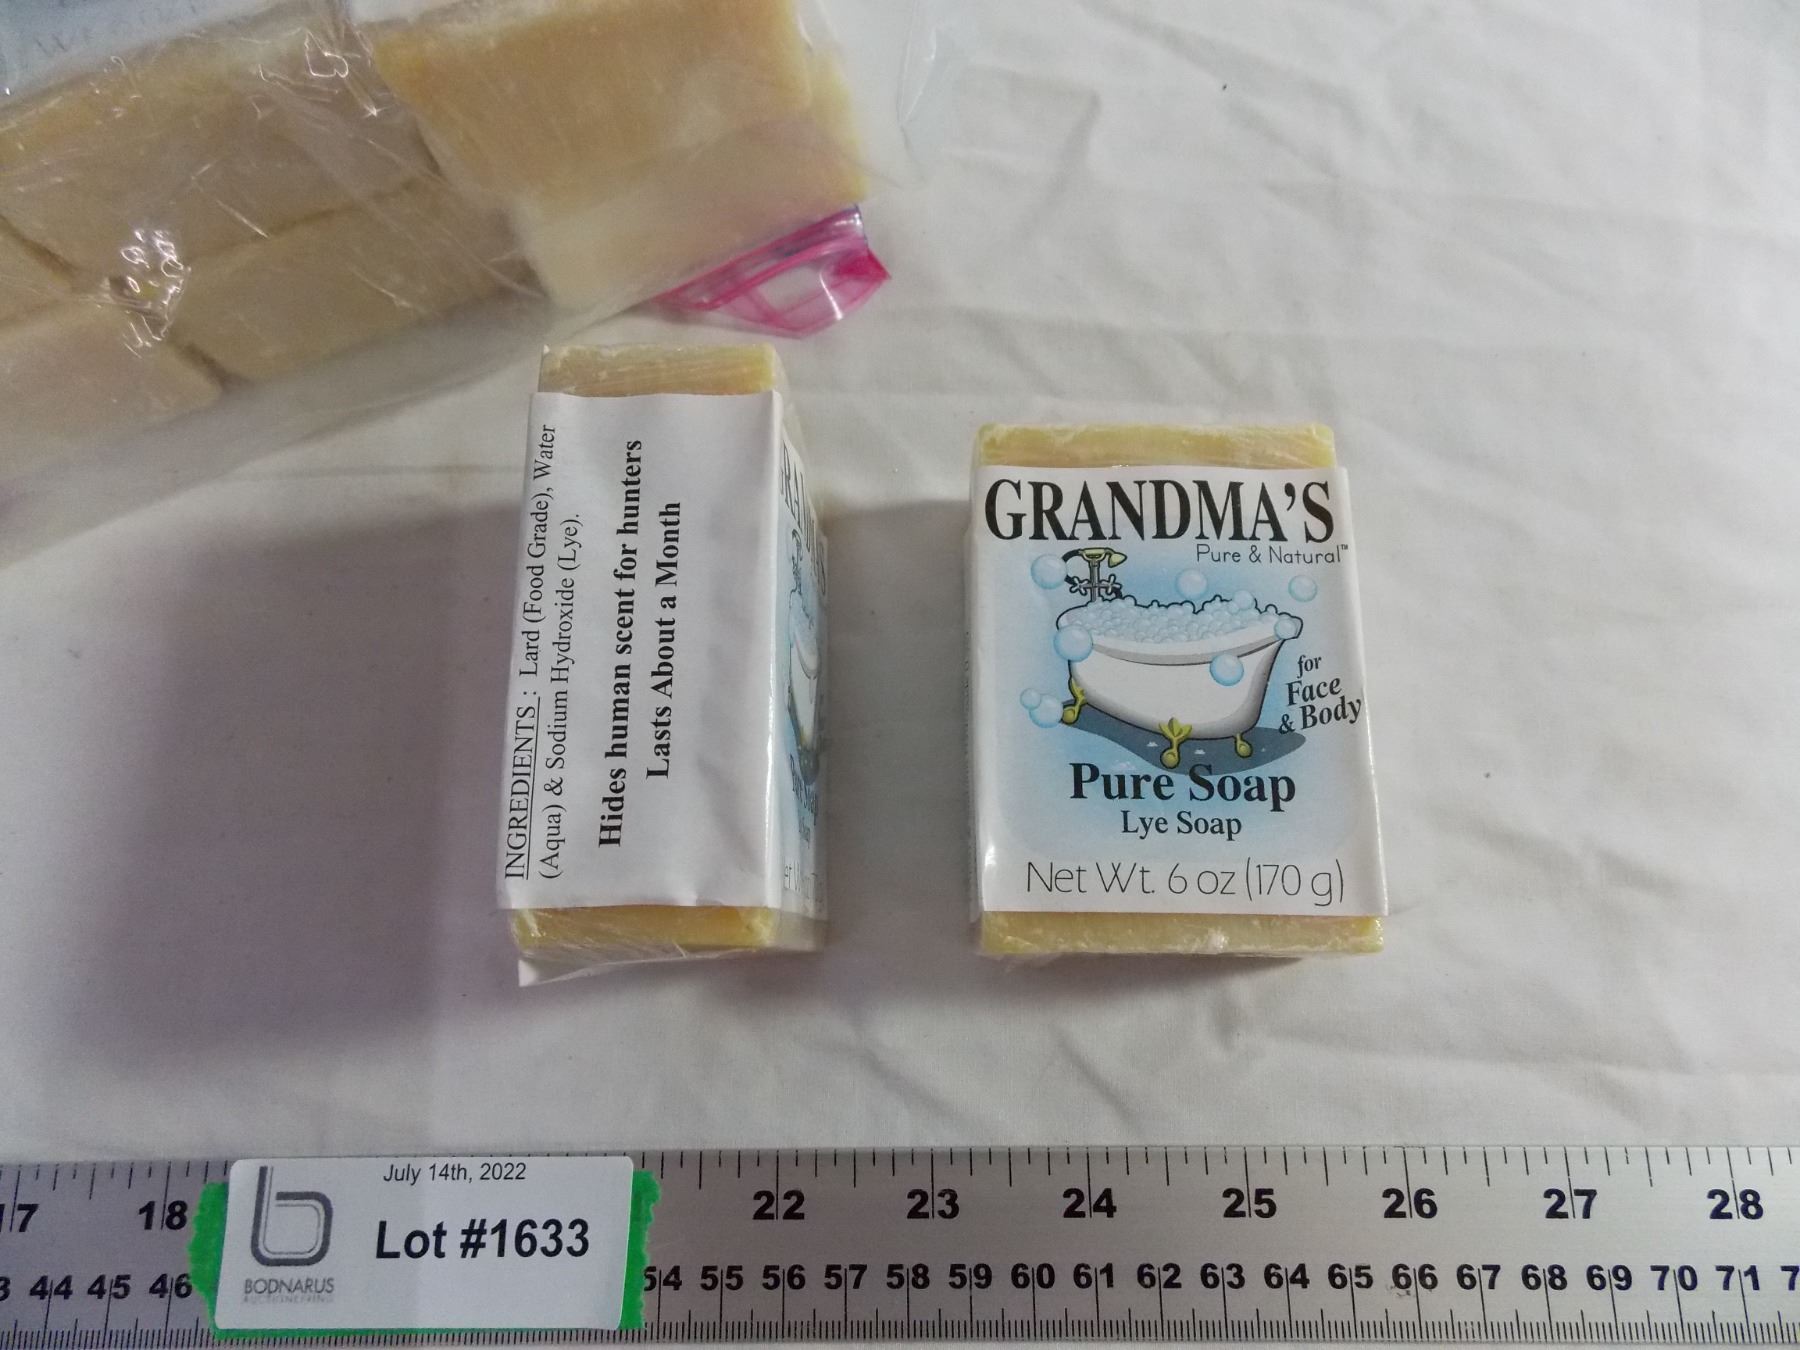 INGREDIENTS : Lard (Food Grade), Water
(Aqua) & Sodium Hydroxide (Lye).
Hides human scent for hunters
Lasts About a Month
GRANDMA'S
Pure & Natural™
for
Face
& Body
Pure Soap
Lye Soap
Net Wt. 6 oz (170 g)
July 14th, 2022
Lot #1633
BODNARUS
AUCTIONEERING
17 18 22 23 24 25 26 27 28
44 45 46 54 55 56 57 58 59 60 61 62 63 64 65 66 67 68 69 70 71